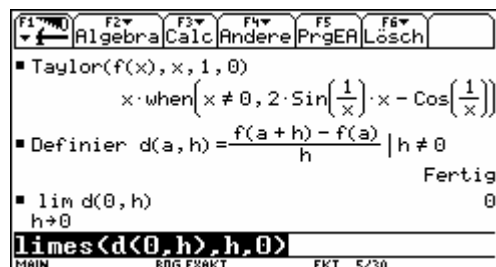 F1 F2 F3 F4 F5 F6
Algebra Calc Andere PrgEA Lösch
▪ Taylor(f(x),x,1,0)
x·when(x ≠ 0, 2·Sin(1/x)·x − Cos(1/x))
▪ Definier d(a,h)= f(a+h)−f(a)/h | h ≠ 0
Fertig
▪ lim d(0,h) 0
h→0
limes(d(0,h),h,0)
MAIN BOG EXAKT FKT 5/30